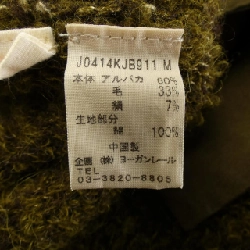 J0414KJB911 M
本体 アルパカ 60%
毛 33%
絹 7%
生地部分
綿 100%
中国製
企画 ㈱ ヨーガンレール
TEL
03-3820-8805